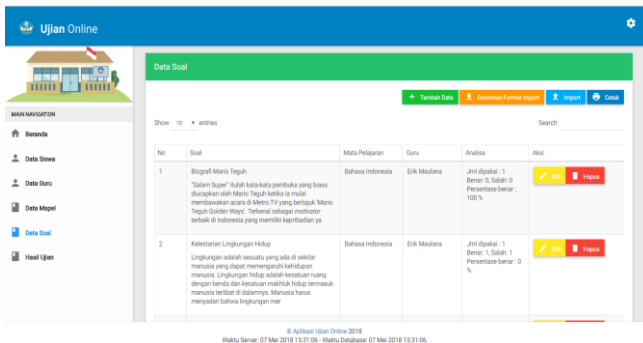 Ujian Online
Data Soal
Tambah Data
Download Format Import
Import
Cetak
MAIN NAVIGATION
Beranda
Data Siswa
Data Guru
Data Mapel
Data Soal
Hasil Ujian
Show 10 entries
Search:
No Soal Mata Pelajaran Guru Analisa Aksi
1 Biografi Mario Teguh Bahasa Indonesia Erik Maulana Jml dipakai : 1
Benar: 0, Salah: 0
Persentase benar :
100 %
Edit Hapus
"Salam Super" itulah kata-kata pembuka yang biasa
diucapkan oleh Mario Teguh ketika ia mulai
membawakan acara di Metro TV yang bertajuk 'Mario
Teguh Golden Ways'. Terkenal sebagai motivator
terbaik di Indonesia yang memiliki kepribadian ya
2 Kelestarian Lingkungan Hidup Bahasa Indonesia Erik Maulana Jml dipakai : 1
Benar: 1, Salah: 1
Persentase benar : 0
%
Edit Hapus
Lingkungan adalah sesuatu yang ada di sekitar
manusia yang dapat memengaruhi kehidupan
manusia. Lingkungan hidup adalah kesatuan ruang
dengan benda dan kesatuan makhluk hidup termasuk
manusia terlibat di dalamnya. Manusia harus
menyadari bahwa lingkungan mer
© Aplikasi Ujian Online 2018
Waktu Server: 07 Mei 2018 15:31:06 - Waktu Database: 07 Mei 2018 15:31:06.